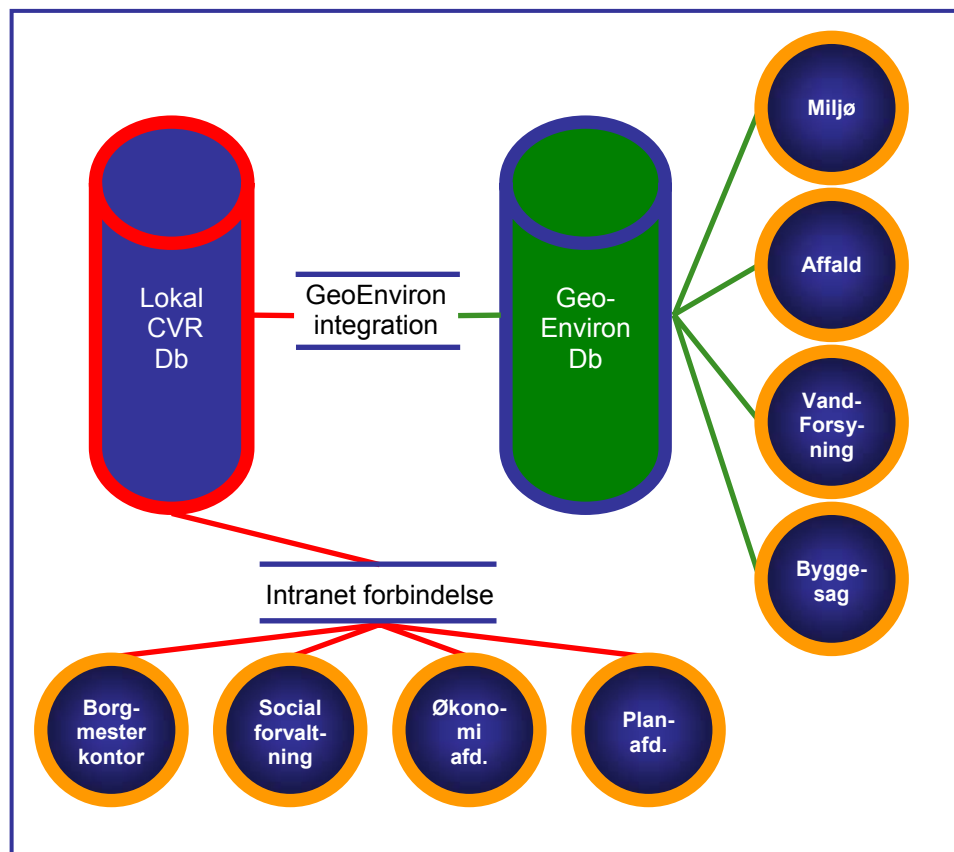 Miljø
Affald
Lokal
CVR
Db
GeoEnviron
integration
Geo-
Environ
Db
Vand-
Forsy-
ning
Bygge-
sag
Intranet forbindelse
Borg-
mester
kontor
Social
forvalt-
ning
Økono-
mi
afd.
Plan-
afd.